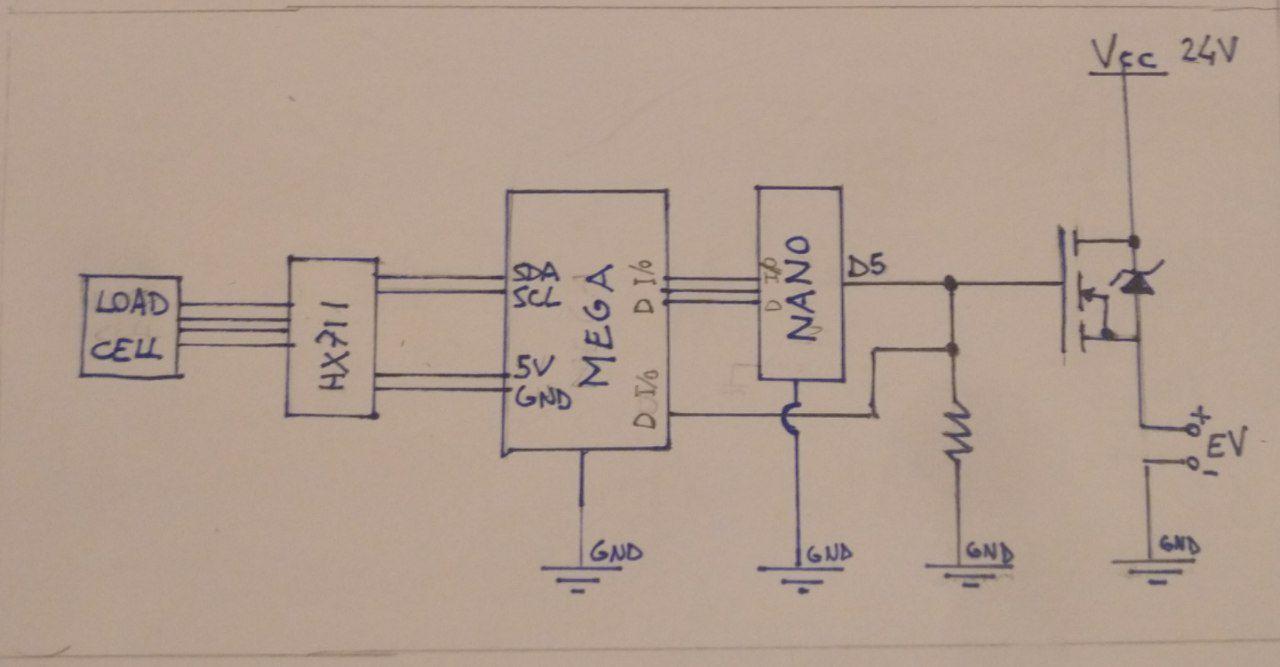 Vcc 24V
LOAD
CELL
HX711
SDA
SCL
5V
GND
MEGA
D I/O
D I/O
D I/O
NANO
D5
+
EV
-
GND
GND
GND
GND